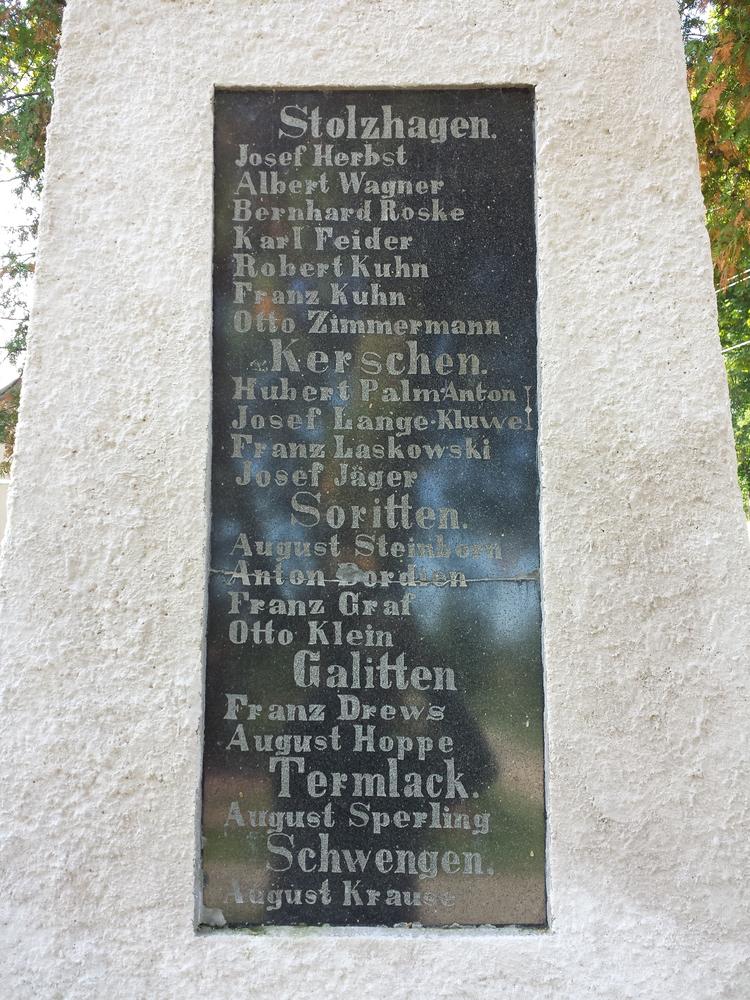 Stolzhagen.
Josef Herbst
Albert Wagner
Bernhard Roske
Karl Feider
Robert Kuhn
Franz Kuhn
Otto Zimmermann
Kerschen.
Hubert Palm Anton
Josef Lange Kluwe
Franz Laskowski
Josef Jäger
Soritten.
August Steinborn
Anton
Franz Graf
Otto Klein
Galitten
Franz Drews
August Hoppe
Termlack.
August Sperling
Schwengen.
August Krause